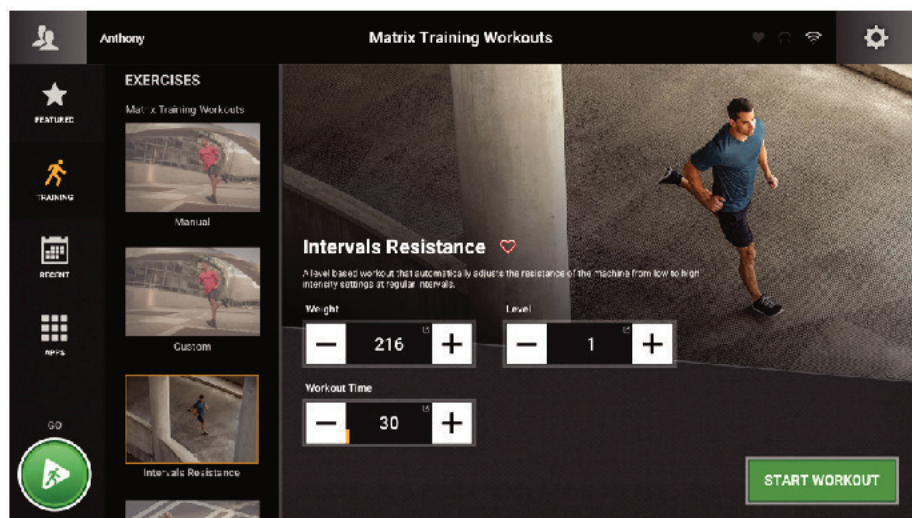 Anthony
Matrix Training Workouts
FEATURED
TRAINING
RECENT
APPS
GO
EXERCISES
Matrix Training Workouts
Manual
Custom
Intervals Resistance
Intervals Resistance
A level based workout that automatically adjusts the resistance of the machine from low to high
intensity settings at regular intervals.
Weight
216
Level
1
Workout Time
30
START WORKOUT